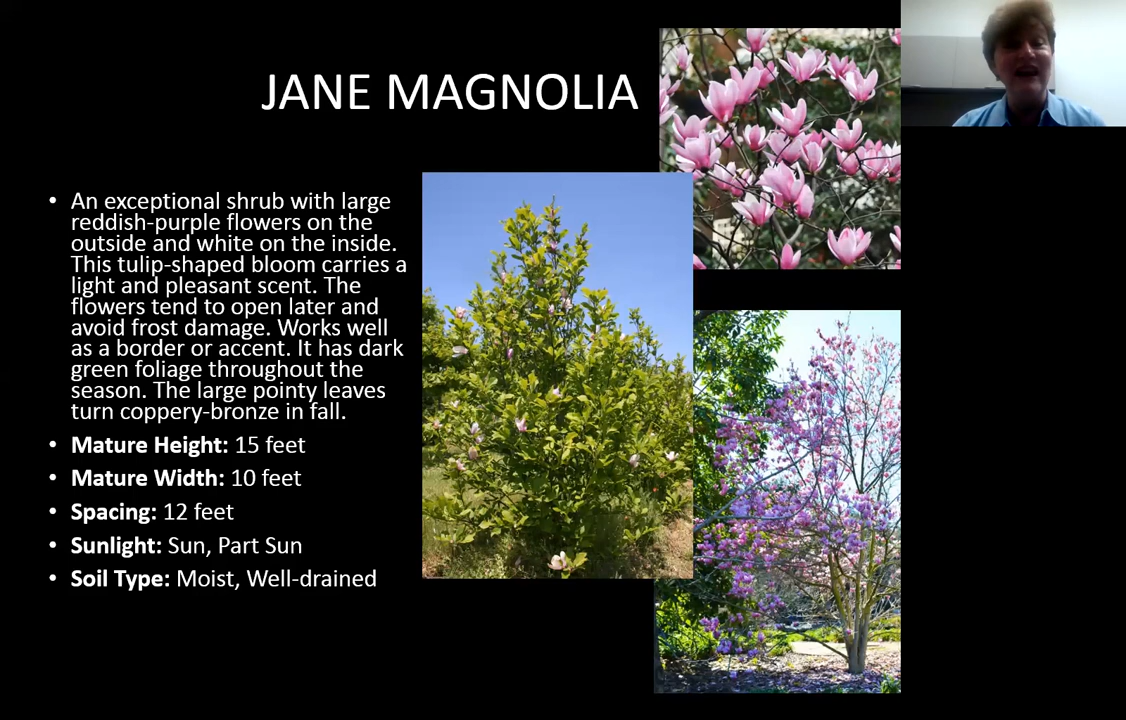 JANE MAGNOLIA
• An exceptional shrub with large
reddish-purple flowers on the
outside and white on the inside.
This tulip-shaped bloom carries a
light and pleasant scent. The
flowers tend to open later and
avoid frost damage. Works well
as a border or accent. It has dark
green foliage throughout the
season. The large pointy leaves
turn coppery-bronze in fall.
• Mature Height: 15 feet
• Mature Width: 10 feet
• Spacing: 12 feet
• Sunlight: Sun, Part Sun
• Soil Type: Moist, Well-drained